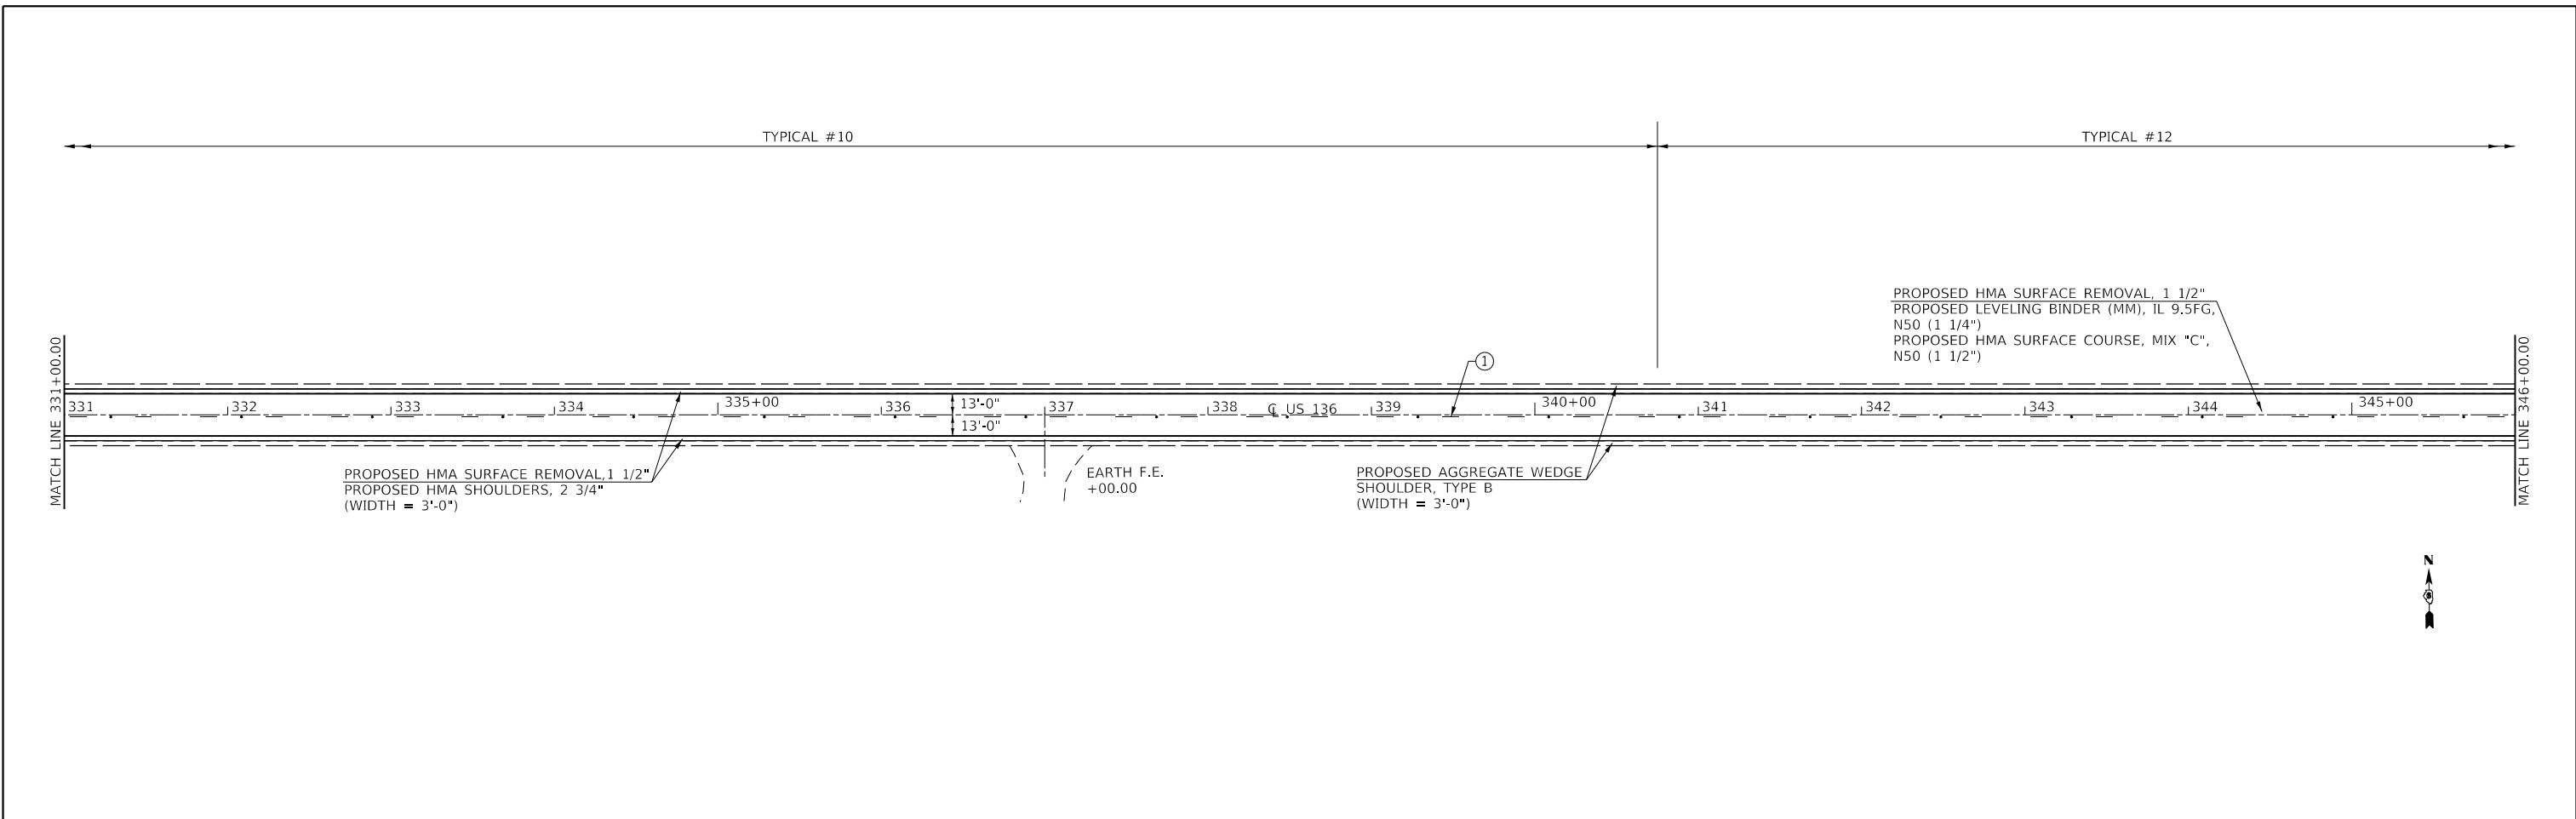 TYPICAL #10
TYPICAL #12
PROPOSED HMA SURFACE REMOVAL, 1 1/2"
PROPOSED LEVELING BINDER (MM), IL 9.5FG,
N50 (1 1/4")
PROPOSED HMA SURFACE COURSE, MIX "C",
N50 (1 1/2")
MATCH LINE 331+00.00
MATCH LINE 346+00.00
1
331
332
333
334
335+00
336
13'-0"
337
338
℄ US 136
339
340+00
341
342
343
344
345+00
13'-0"
PROPOSED HMA SURFACE REMOVAL,1 1/2"
PROPOSED HMA SHOULDERS, 2 3/4"
(WIDTH = 3'-0")
EARTH F.E.
+00.00
PROPOSED AGGREGATE WEDGE
SHOULDER, TYPE B
(WIDTH = 3'-0")
N